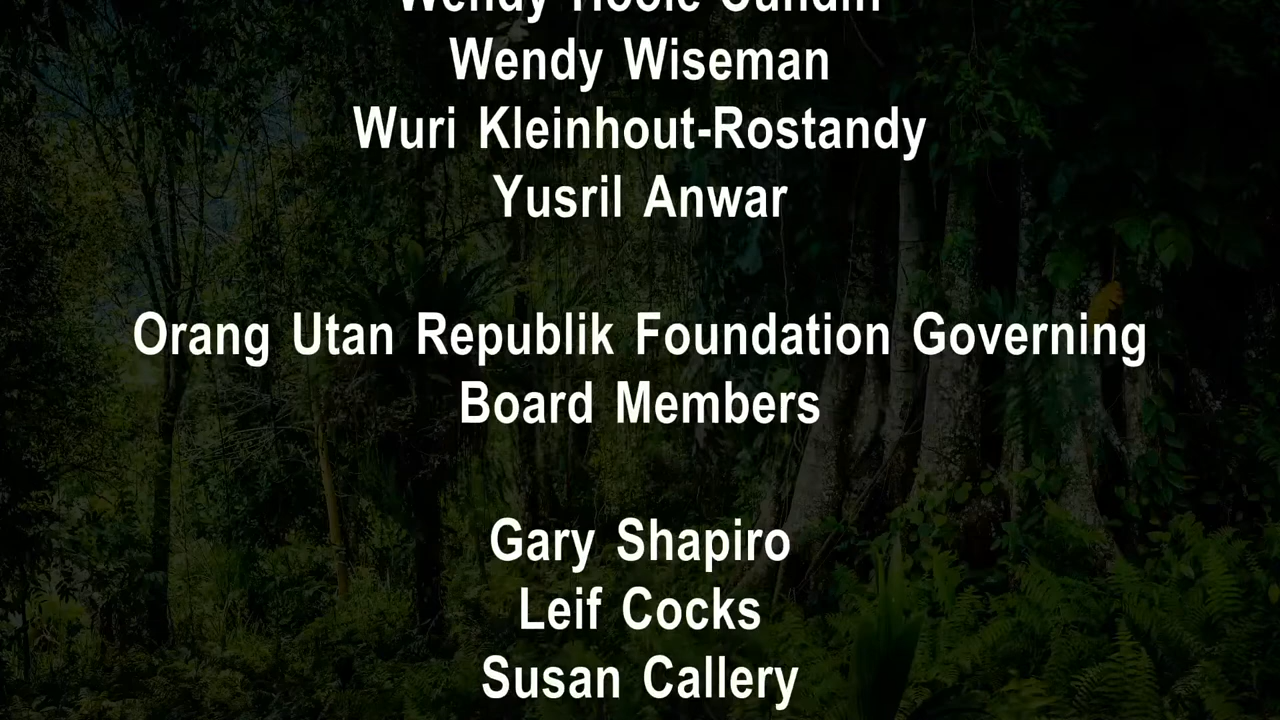 Wendy
Wendy Wiseman
Wuri Kleinhout-Rostandy
Yusril Anwar
Orang Utan Republik Foundation Governing
Board Members
Gary Shapiro
Leif Cocks
Susan Callery